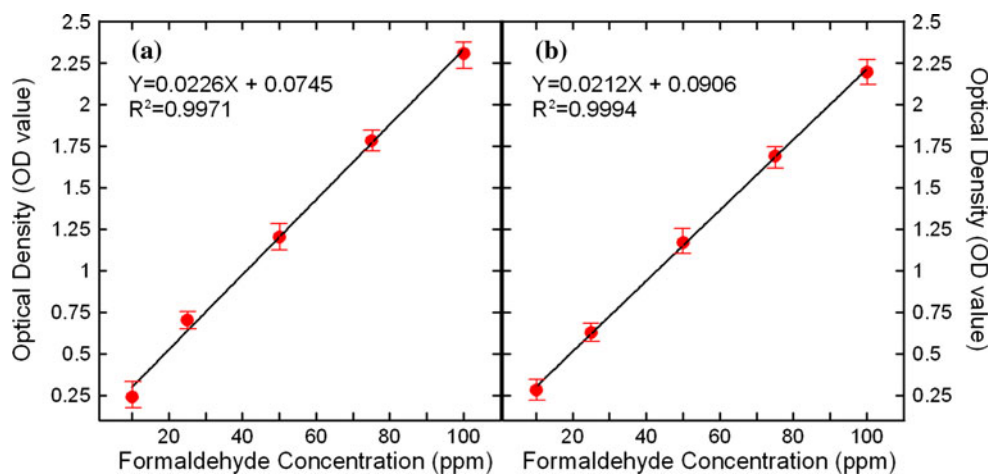 (a)
Y=0.0226X + 0.0745
R²=0.9971
2.5
2.25
2
1.75
1.5
1.25
1
0.75
0.5
0.25
Optical Density (OD value)
20 40 60 80 100
Formaldehyde Concentration (ppm)
(b)
Y=0.0212X + 0.0906
R²=0.9994
2.5
2.25
2
1.75
1.5
1.25
1
0.75
0.5
0.25
Optical Density (OD value)
20 40 60 80 100
Formaldehyde Concentration (ppm)